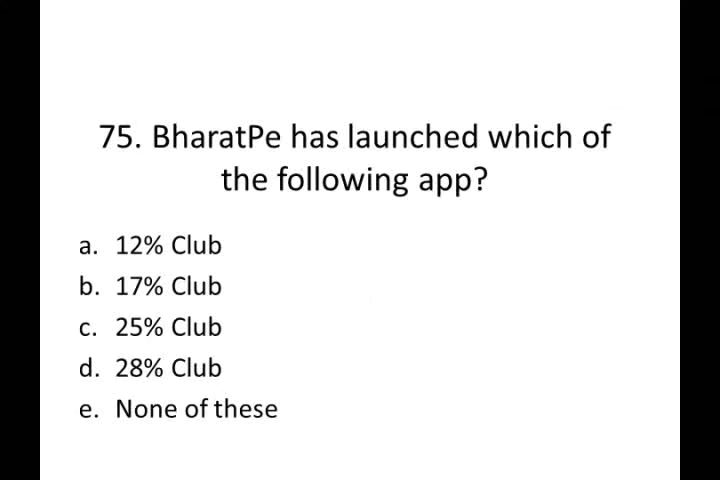 75. BharatPe has launched which of
the following app?
a. 12% Club
b. 17% Club
c. 25% Club
d. 28% Club
e. None of these